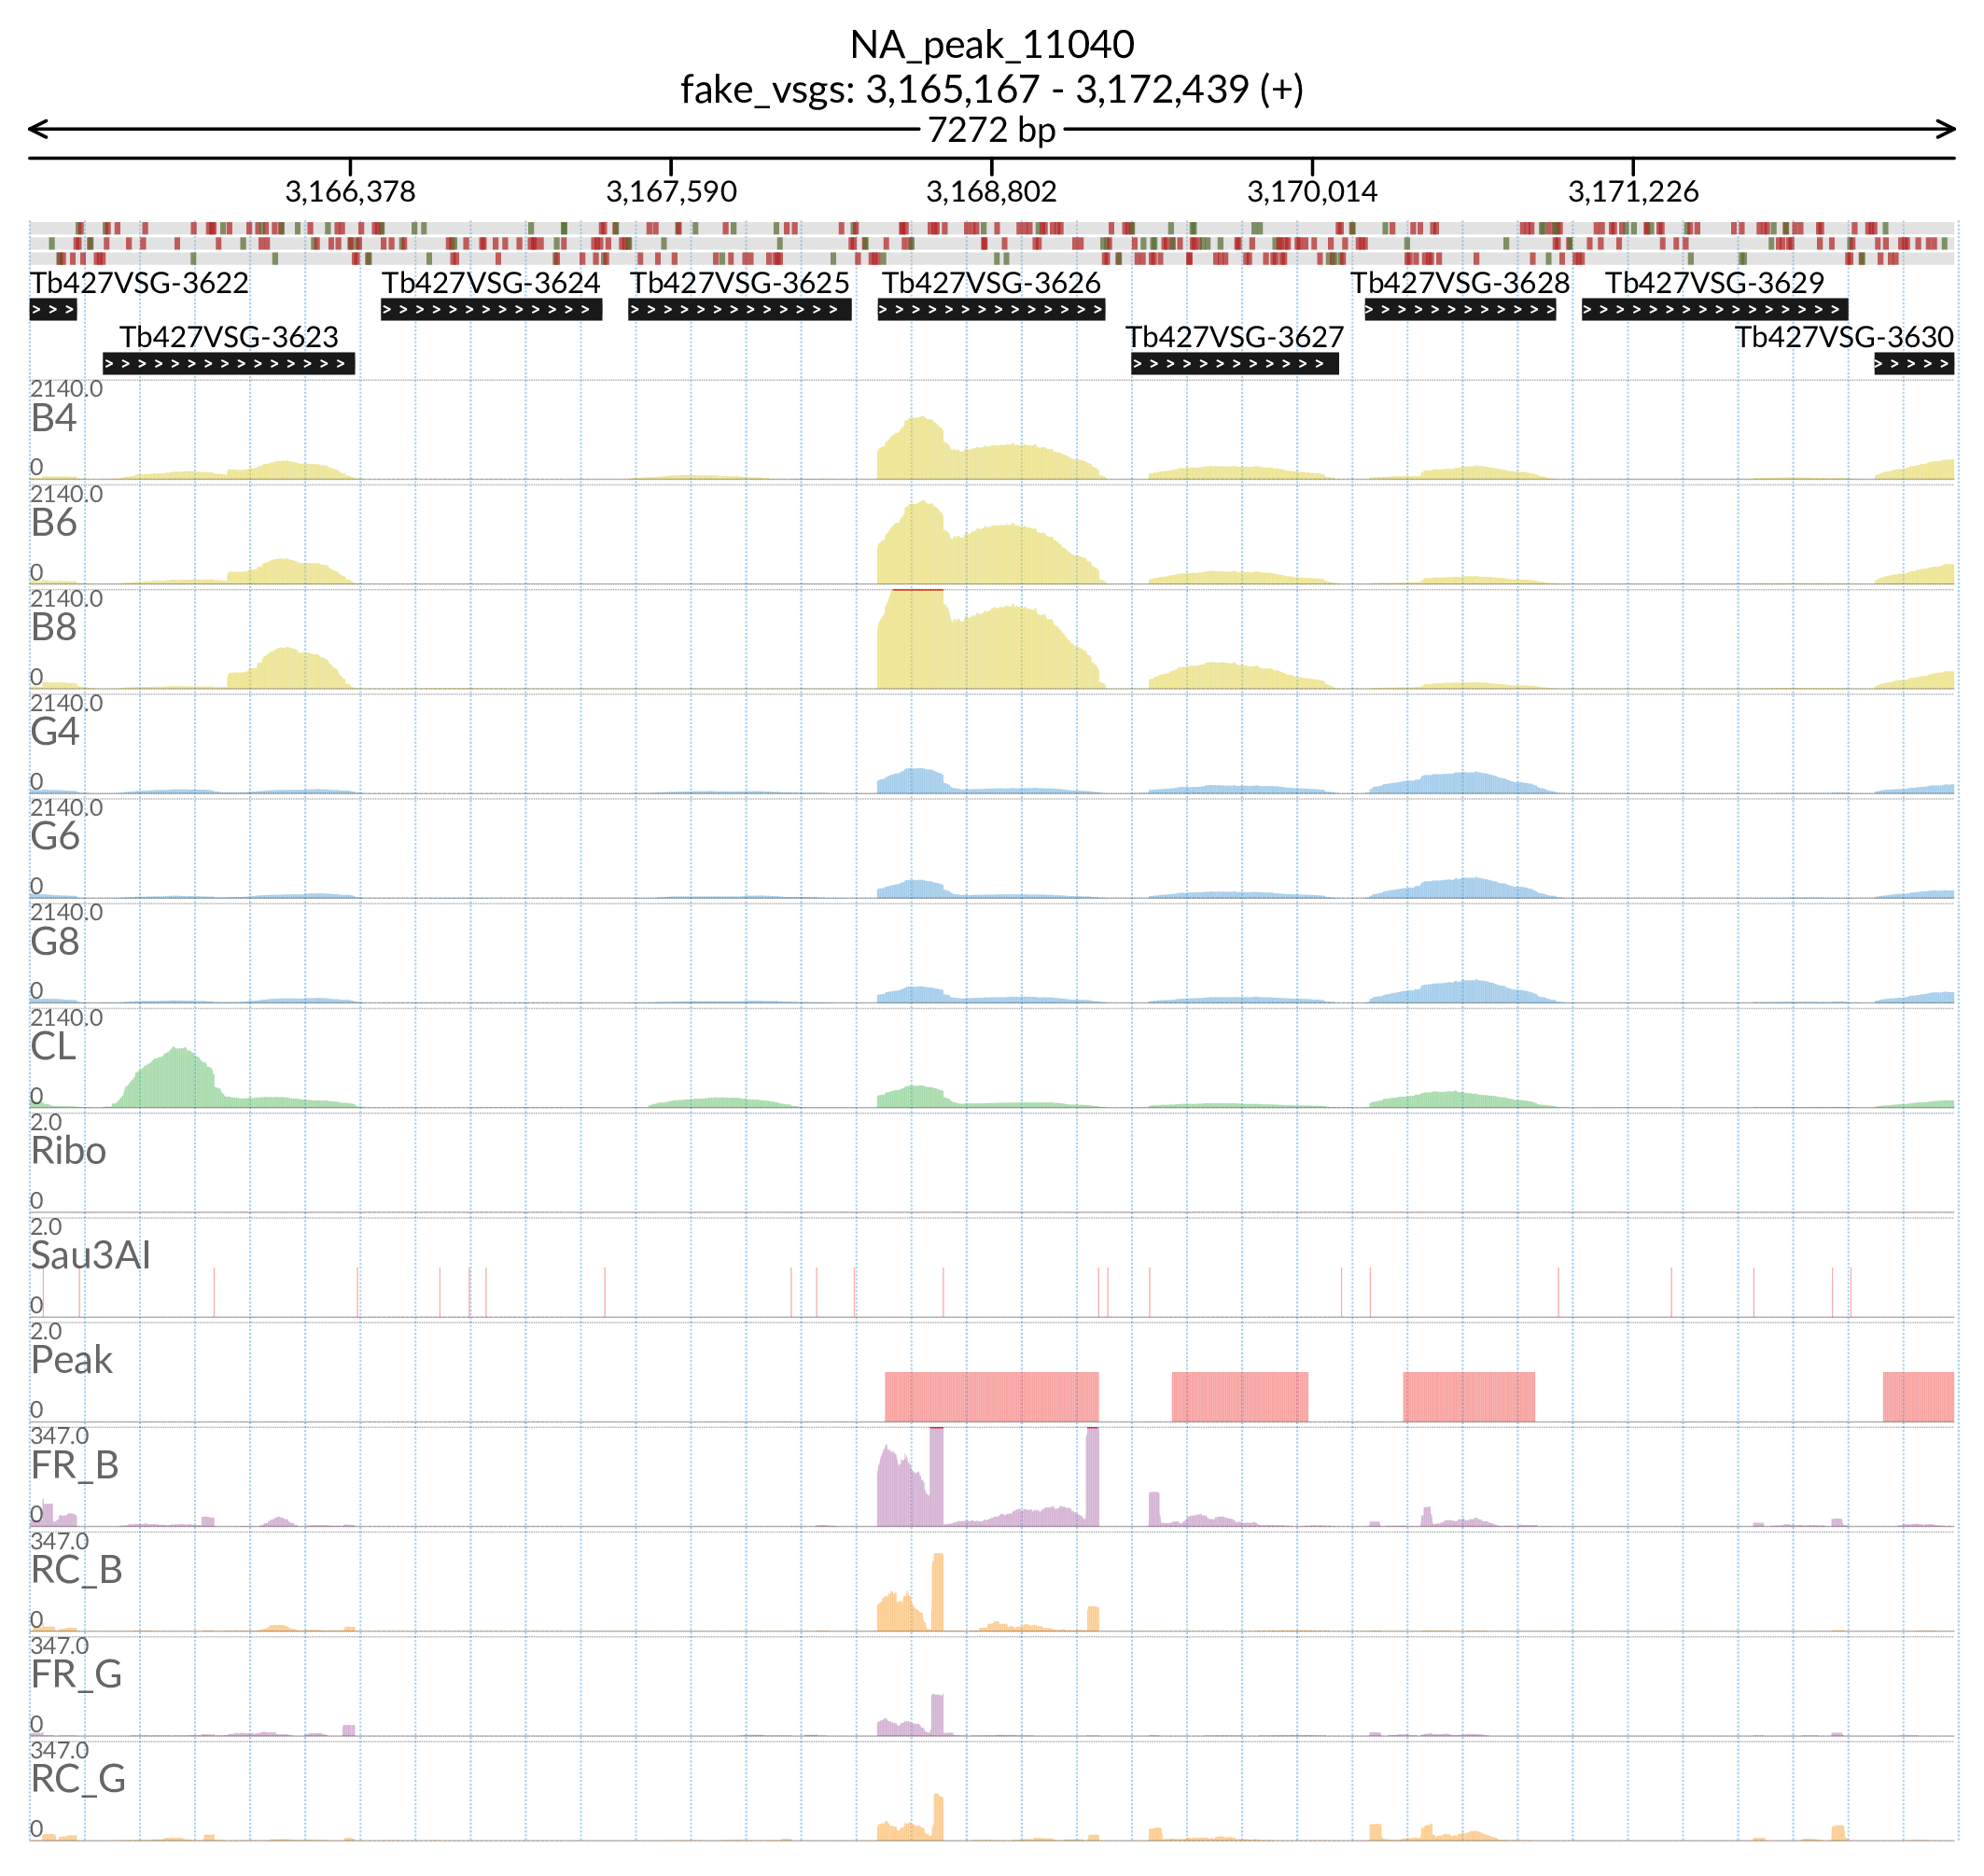 NA_peak_11040
fake_vsgs: 3,165,167 - 3,172,439 (+)
7272 bp
3,166,378 3,167,590 3,168,802 3,170,014 3,171,226
Tb427VSG-3622 Tb427VSG-3624 Tb427VSG-3625 Tb427VSG-3626 Tb427VSG-3628 Tb427VSG-3629
Tb427VSG-3623 Tb427VSG-3627 Tb427VSG-3630
2140.0
B4
0
2140.0
B6
0
2140.0
B8
0
2140.0
G4
0
2140.0
G6
0
2140.0
G8
0
2140.0
CL
0
2.0
Ribo
0
2.0
Sau3AI
0
2.0
Peak
0
347.0
FR_B
0
347.0
RC_B
0
347.0
FR_G
0
347.0
RC_G
0